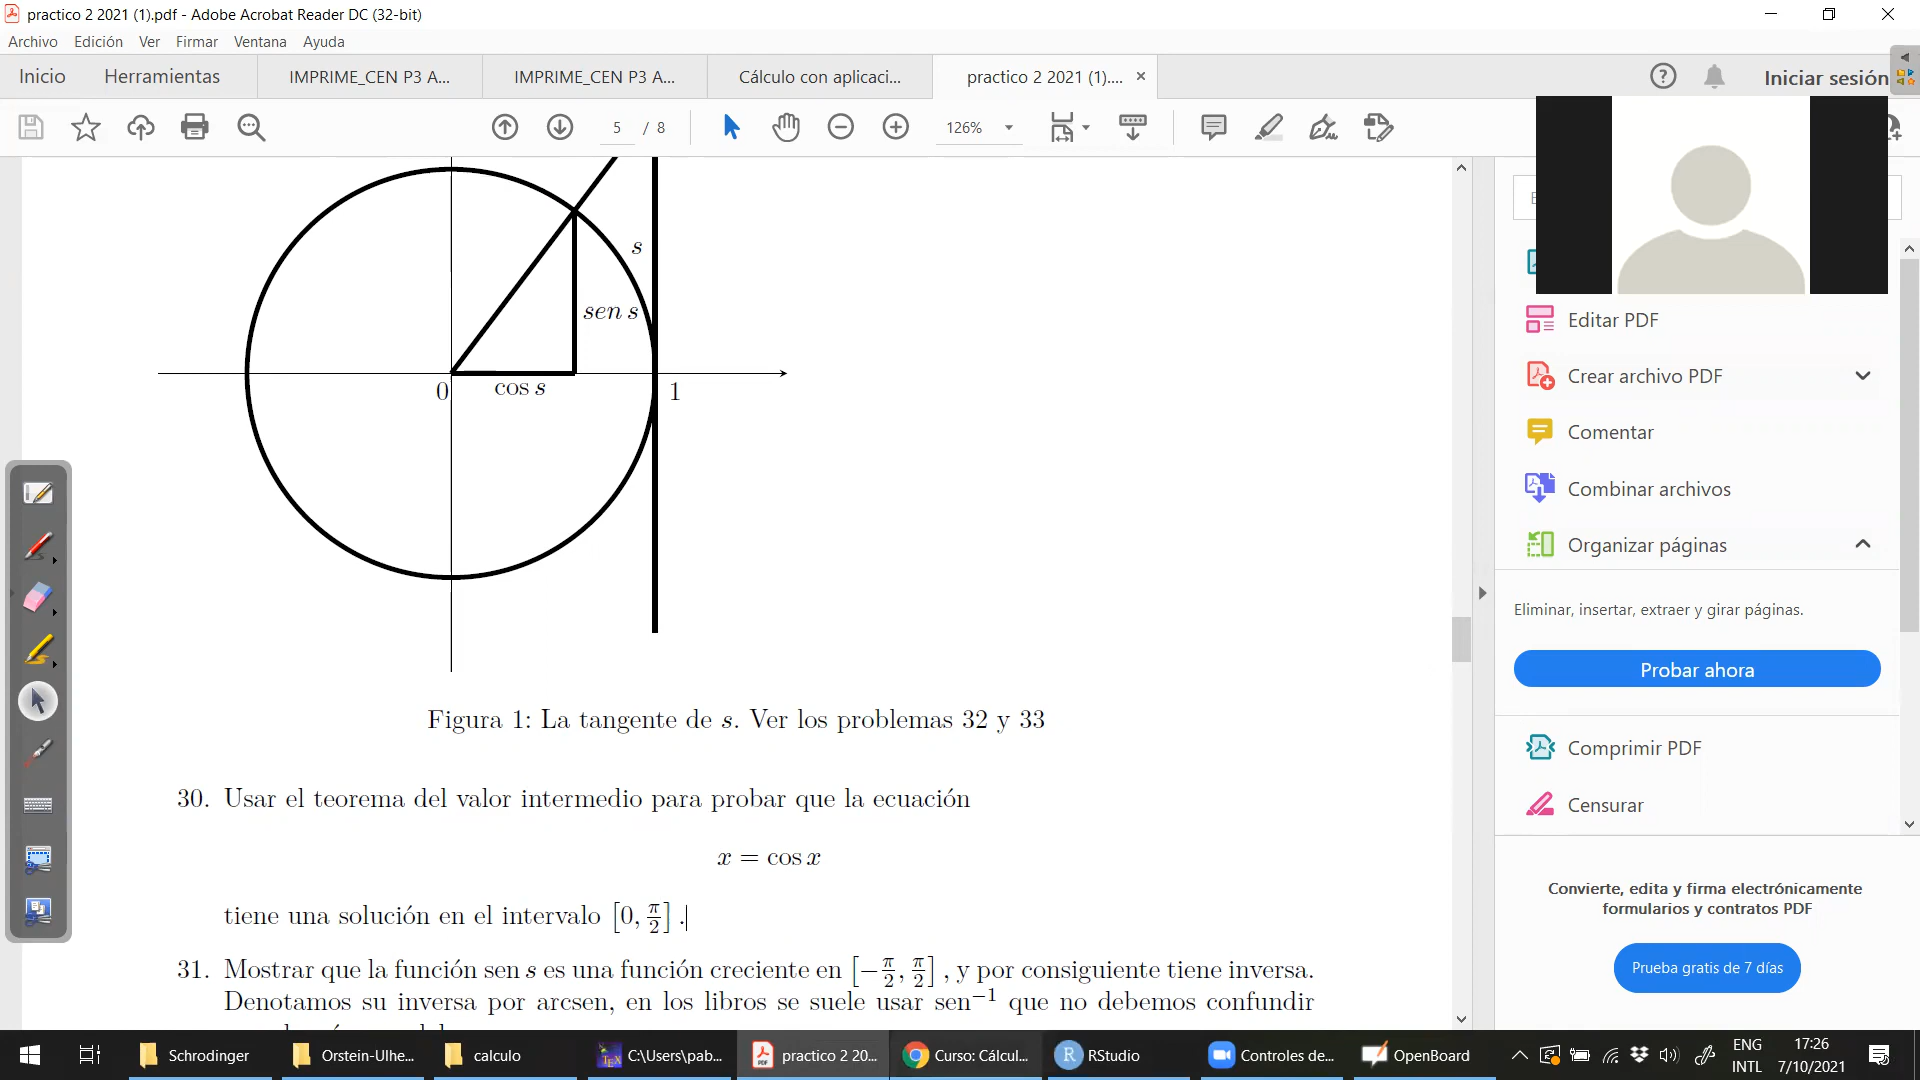 practico 2 2021 (1).pdf - Adobe Acrobat Reader DC (32-bit)
Archivo Edición Ver Firmar Ventana Ayuda
Inicio Herramientas IMPRIME_CEN P3 A... IMPRIME_CEN P3 A... Cálculo con aplicaci... practico 2 2021 (1).... × Iniciar sesión
5 / 8 126%
s
sen s
0 cos s 1
Figura 1: La tangente de s. Ver los problemas 32 y 33
30. Usar el teorema del valor intermedio para probar que la ecuación
x = cos x
tiene una solución en el intervalo [0, π/2] .
31. Mostrar que la función sen s es una función creciente en [−π/2, π/2] , y por consiguiente tiene inversa.
Denotamos su inversa por arcsen, en los libros se suele usar sen⁻¹ que no debemos confundir
Editar PDF
Crear archivo PDF
Comentar
Combinar archivos
Organizar páginas
Eliminar, insertar, extraer y girar páginas.
Probar ahora
Comprimir PDF
Censurar
Convierte, edita y firma electrónicamente
formularios y contratos PDF
Prueba gratis de 7 días
Schrodinger Orstein-Ulhe... calculo C:\Users\pab... practico 2 20... Curso: Cálcul... RStudio Controles de... OpenBoard
ENG
INTL
17:26
7/10/2021